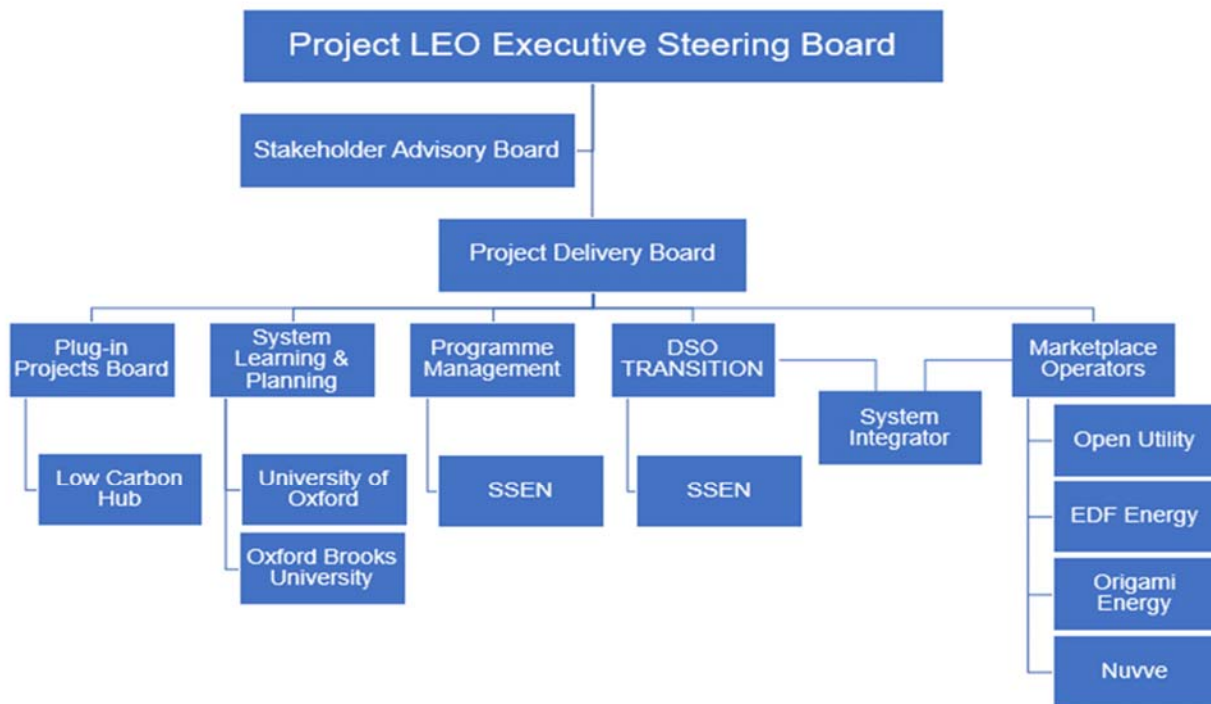 Project LEO Executive Steering Board
Stakeholder Advisory Board
Project Delivery Board
Plug-in
Projects Board
System
Learning &
Planning
Programme
Management
DSO
TRANSITION
Marketplace
Operators
System
Integrator
Low Carbon
Hub
University of
Oxford
Oxford Brooks
University
SSEN
SSEN
Open Utility
EDF Energy
Origami
Energy
Nuvve